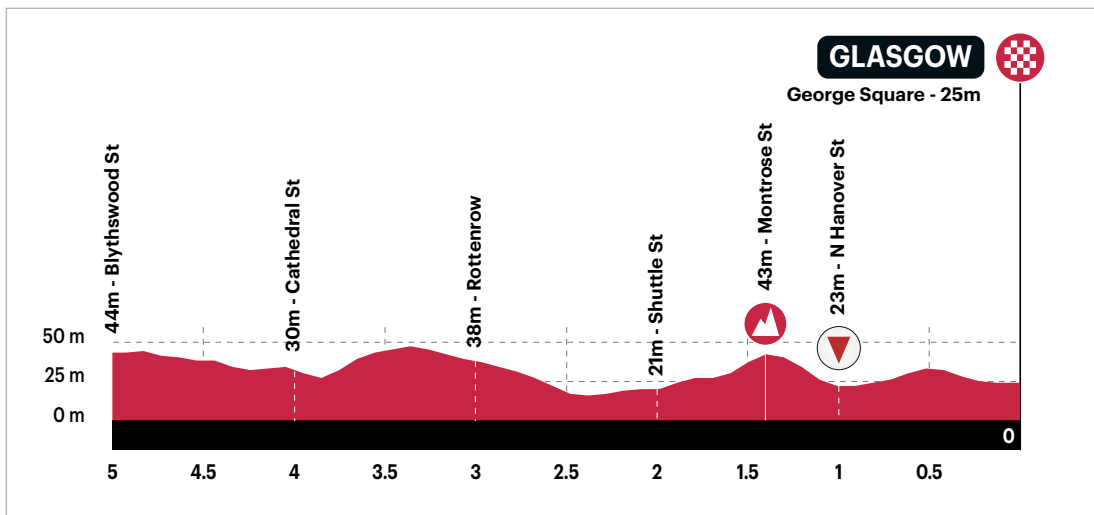 GLASGOW
George Square - 25m
44m - Blythswood St
30m - Cathedral St
38m - Rottenrow
21m - Shuttle St
43m - Montrose St
23m - N Hanover St
50 m
25 m
0 m
0
5 4.5 4 3.5 3 2.5 2 1.5 1 0.5